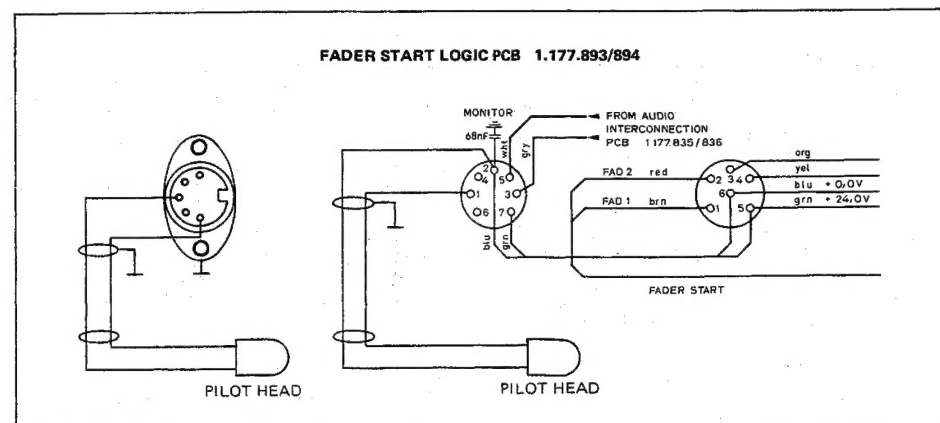 FADER START LOGIC PCB 1.177.893/894
MONITOR
68nF
wht
gry
FROM AUDIO
INTERCONNECTION
PCB 1.177.835/836
2
4
5
1
3
6
7
blu
grn
FAD 2 red
FAD 1 brn
2
3
4
6
1
5
org
yel
blu + 0,0V
grn + 24,0V
FADER START
PILOT HEAD
PILOT HEAD